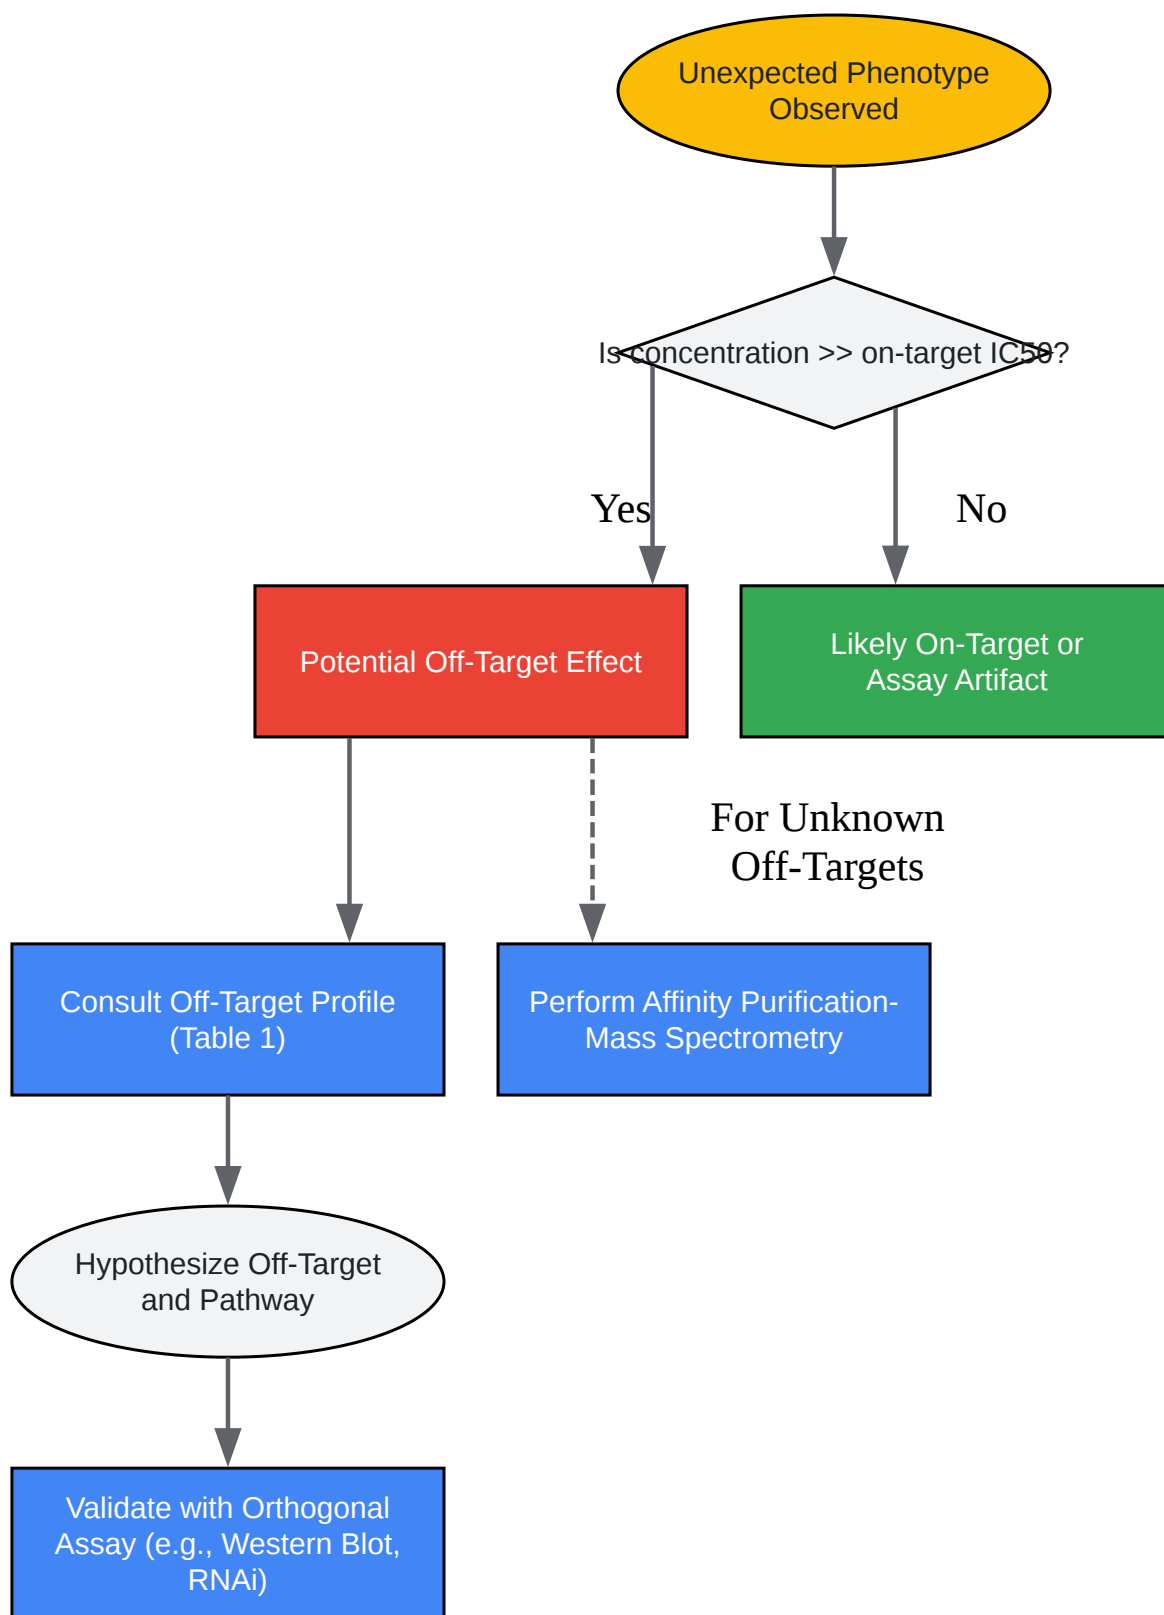 Unexpected Phenotype
Observed
Is concentration >> on-target IC50?
Yes
No
Potential Off-Target Effect
Likely On-Target or
Assay Artifact
For Unknown
Off-Targets
Consult Off-Target Profile
(Table 1)
Perform Affinity Purification-
Mass Spectrometry
Hypothesize Off-Target
and Pathway
Validate with Orthogonal
Assay (e.g., Western Blot,
RNAi)